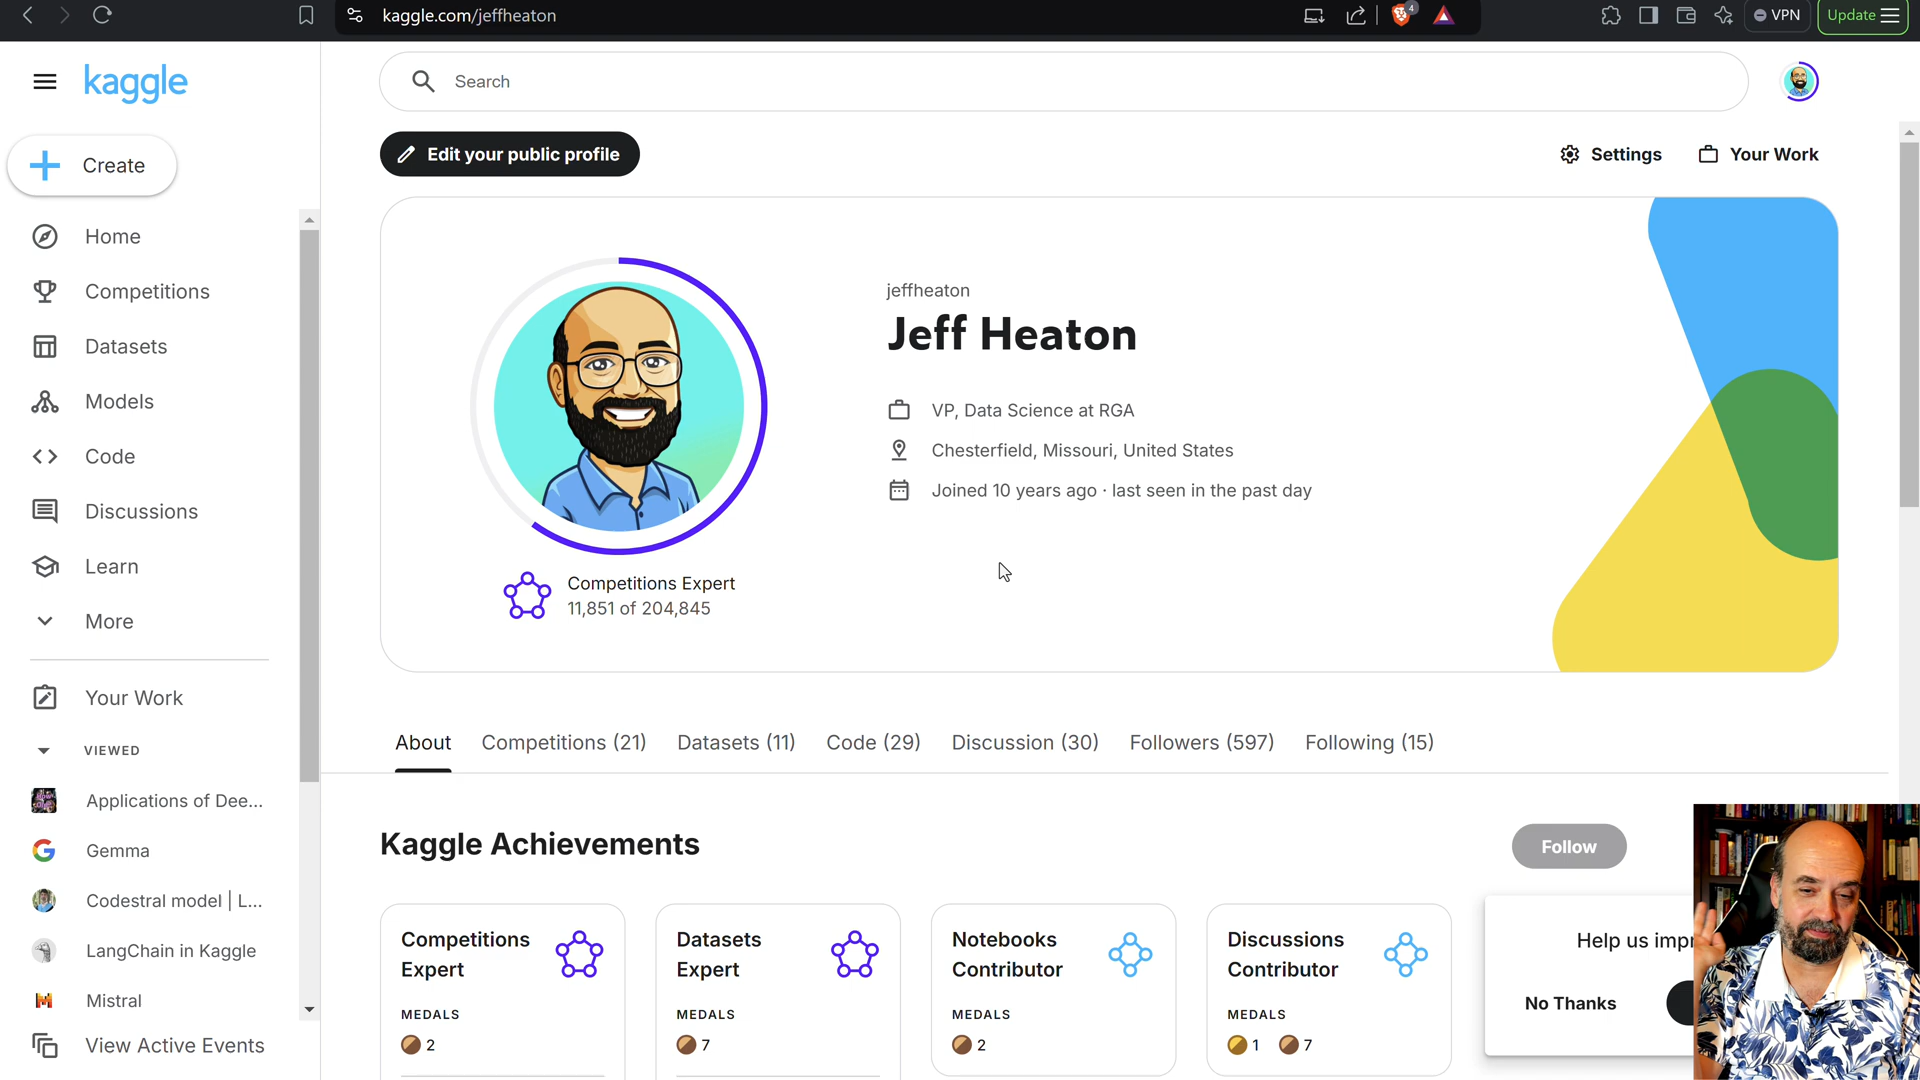 kaggle.com/jeffheaton
4
VPN
Update
kaggle
Search
Create
Edit your public profile
Settings
Your Work
Home
Competitions
Datasets
Models
Code
Discussions
Learn
More
Your Work
VIEWED
Applications of Dee...
Gemma
Codestral model | L...
LangChain in Kaggle
Mistral
View Active Events
jeffheaton
Jeff Heaton
VP, Data Science at RGA
Chesterfield, Missouri, United States
Joined 10 years ago · last seen in the past day
Competitions Expert
11,851 of 204,845
About
Competitions (21)
Datasets (11)
Code (29)
Discussion (30)
Followers (597)
Following (15)
Kaggle Achievements
Follow
Competitions
Expert
MEDALS
2
Datasets
Expert
MEDALS
7
Notebooks
Contributor
MEDALS
2
Discussions
Contributor
MEDALS
1
7
Help us
No Thanks